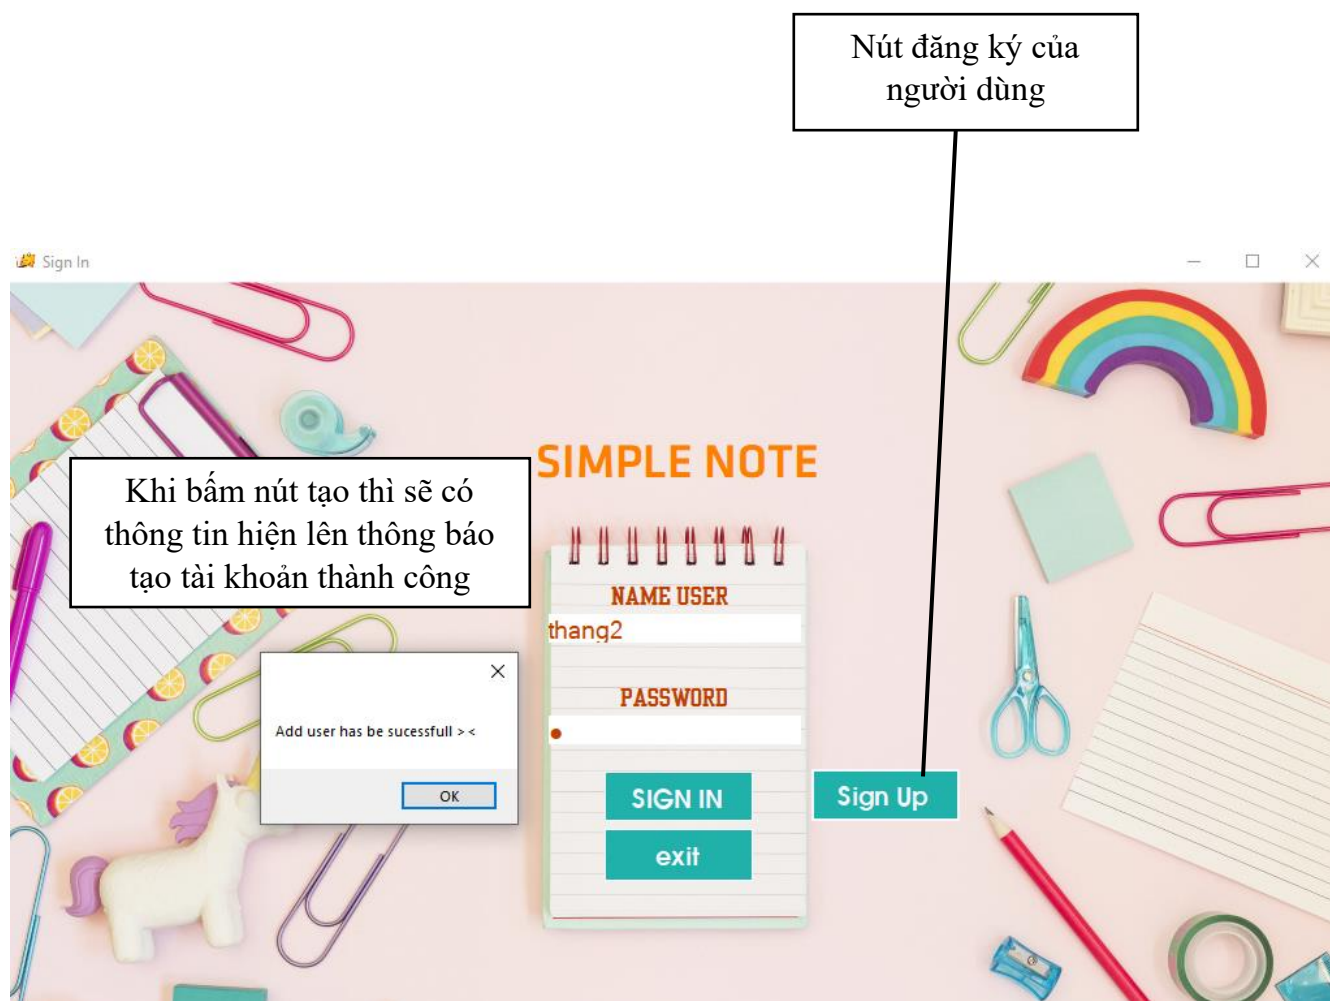 Nút đăng ký của
người dùng
Sign In
SIMPLE NOTE
Khi bấm nút tạo thì sẽ có
thông tin hiện lên thông báo
tạo tài khoản thành công
NAME USER
thang2
PASSWORD
Add user has be sucessfull > <
OK
SIGN IN
Sign Up
exit